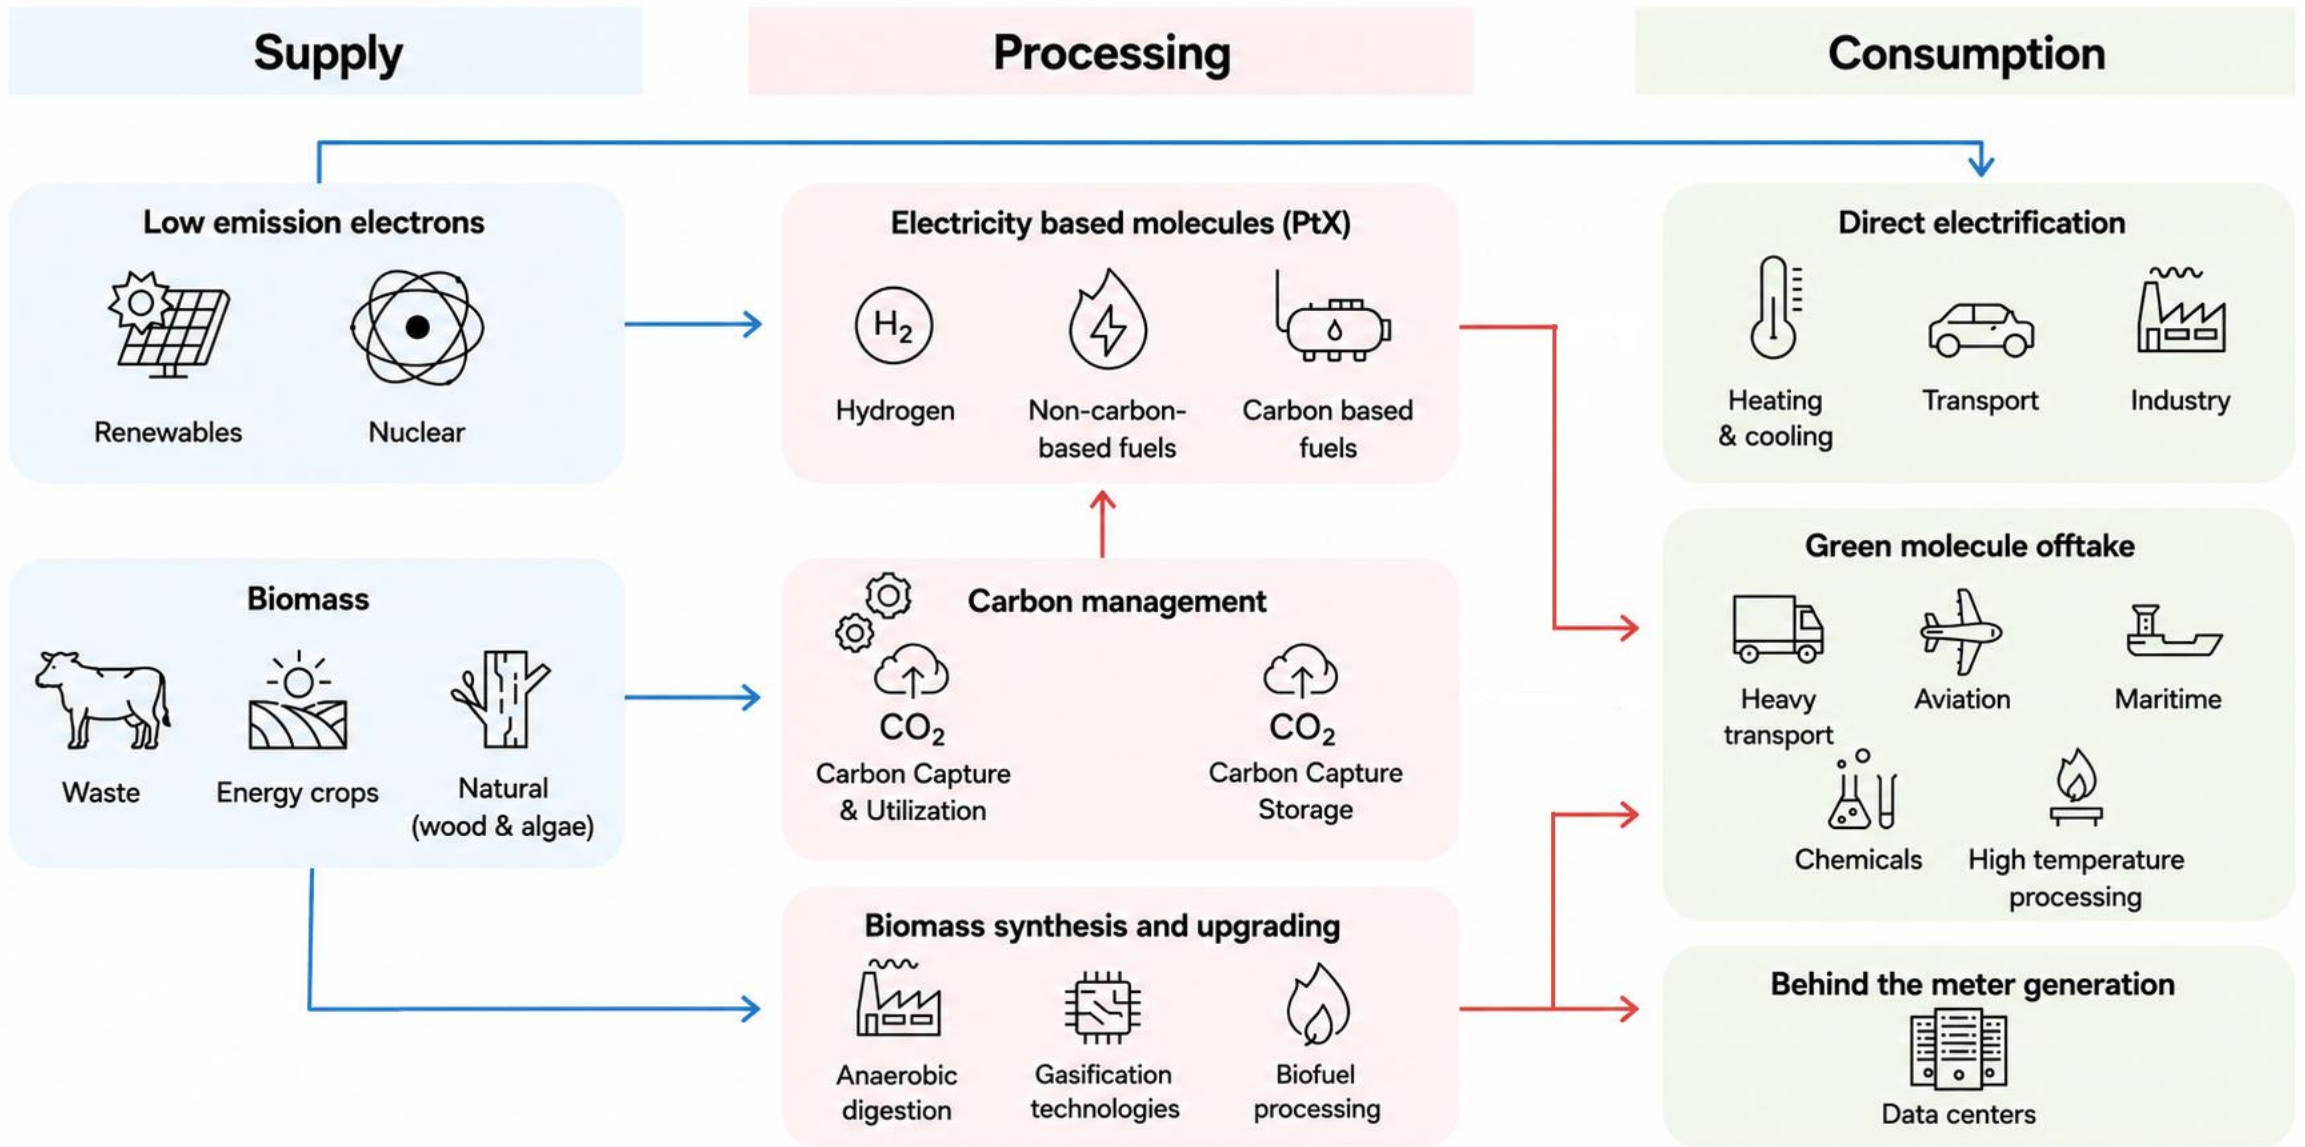 Supply
Processing
Consumption
Low emission electrons
Renewables
Nuclear
Biomass
Waste
Energy crops
Natural
(wood & algae)
Electricity based molecules (PtX)
H₂
Hydrogen
Non-carbon-
based fuels
Carbon based
fuels
Carbon management
CO₂
Carbon Capture
& Utilization
CO₂
Carbon Capture
Storage
Biomass synthesis and upgrading
Anaerobic
digestion
Gasification
technologies
Biofuel
processing
Direct electrification
Heating
& cooling
Transport
Industry
Green molecule offtake
Heavy
transport
Aviation
Maritime
Chemicals
High temperature
processing
Behind the meter generation
Data centers